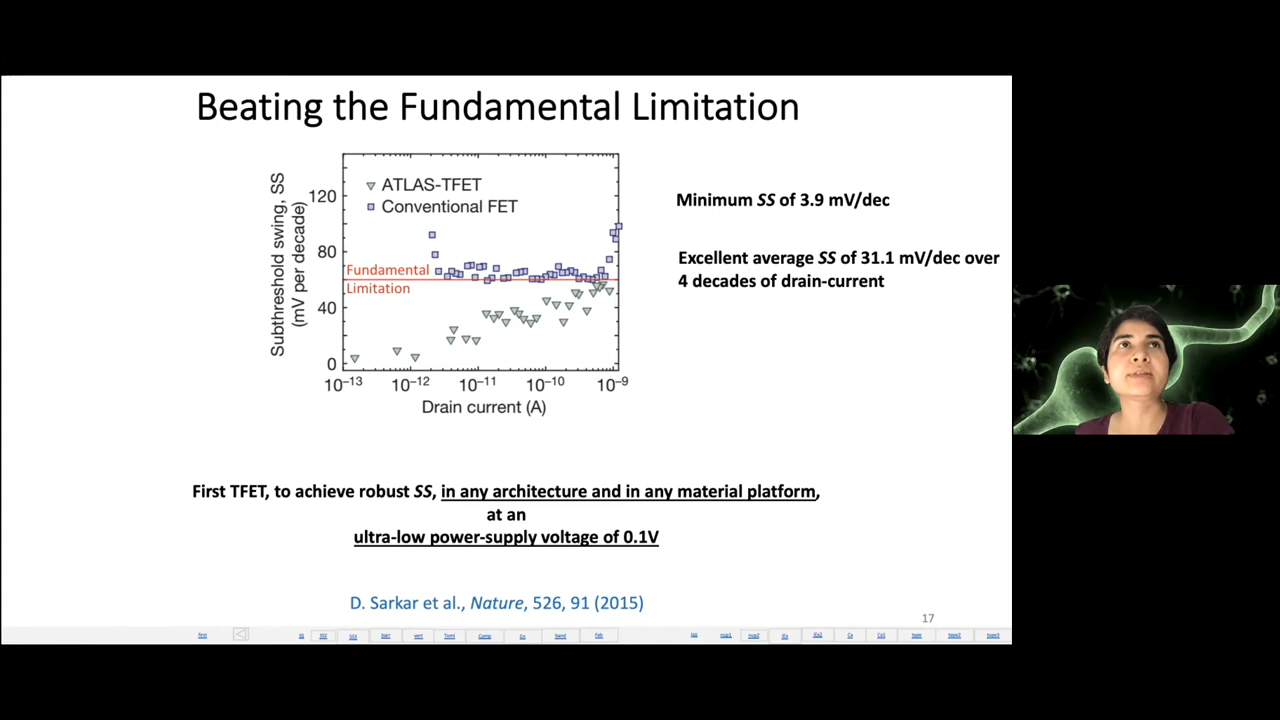 Beating the Fundamental Limitation
Subthreshold swing, SS
(mV per decade)
120
80
40
0
ATLAS-TFET
Conventional FET
Fundamental
Limitation
10⁻¹³ 10⁻¹² 10⁻¹¹ 10⁻¹⁰ 10⁻⁹
Drain current (A)
Minimum SS of 3.9 mV/dec
Excellent average SS of 31.1 mV/dec over
4 decades of drain-current
First TFET, to achieve robust SS, in any architecture and in any material platform,
at an
ultra-low power-supply voltage of 0.1V
D. Sarkar et al., Nature, 526, 91 (2015)
17
first